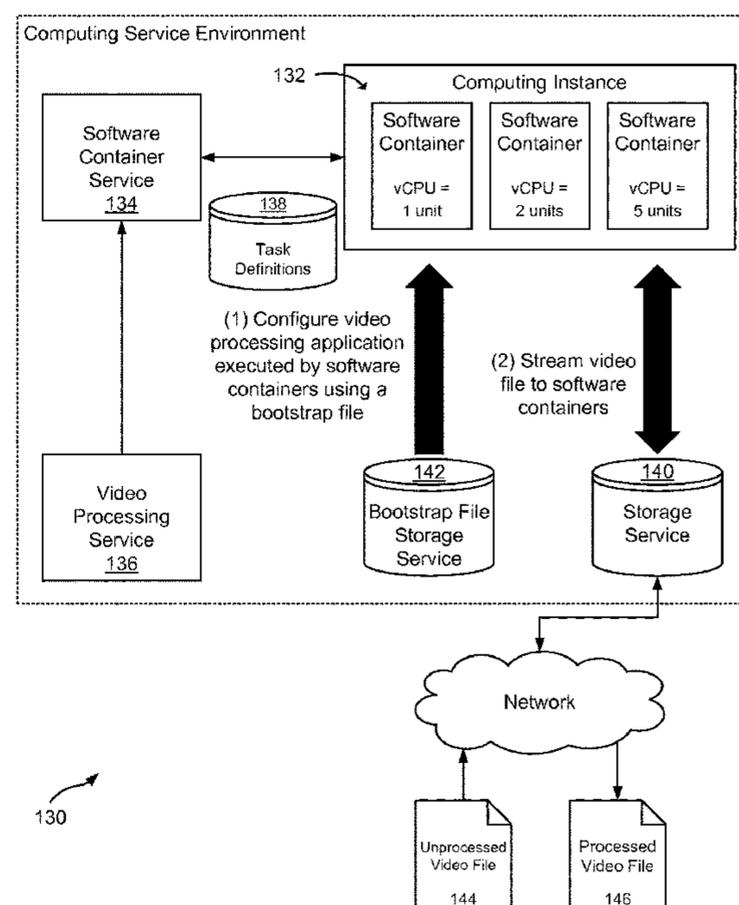 Computing Service Environment
132
Computing Instance
Software
Container
vCPU =
1 unit
Software
Container
vCPU =
2 units
Software
Container
vCPU =
5 units
Software
Container
Service
134
138
Task
Definitions
(1) Configure video
processing application
executed by software
containers using a
bootstrap file
(2) Stream video
file to software
containers
Video
Processing
Service
136
142
Bootstrap File
Storage
Service
140
Storage
Service
Network
130
Unprocessed
Video File
144
Processed
Video File
146